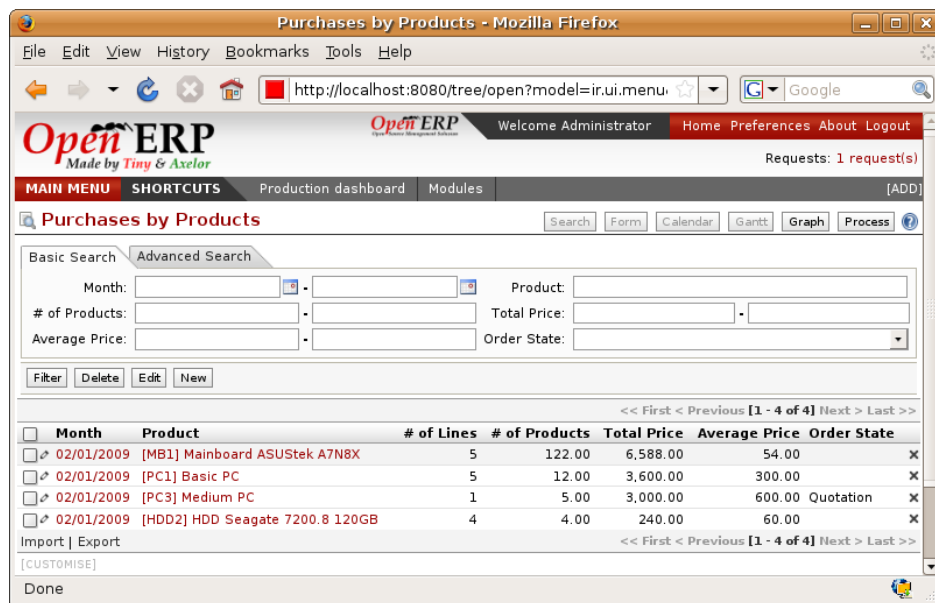 Purchases by Products - Mozilla Firefox
File Edit View History Bookmarks Tools Help
http://localhost:8080/tree/open?model=ir.ui.menu G Google
Open ERP Made by Tiny & Axelor
Open ERP Open Source Management Solution Welcome Administrator Home Preferences About Logout
Requests: 1 request(s)
MAIN MENU SHORTCUTS Production dashboard Modules [ADD]
Purchases by Products Search Form Calendar Gantt Graph Process ?
Basic Search Advanced Search
Month: - Product:
# of Products: - Total Price: -
Average Price: - Order State:
Filter Delete Edit New
<< First < Previous [1 - 4 of 4] Next > Last >>
Month Product # of Lines # of Products Total Price Average Price Order State
02/01/2009 [MB1] Mainboard ASUStek A7N8X 5 122.00 6,588.00 54.00
02/01/2009 [PC1] Basic PC 5 12.00 3,600.00 300.00
02/01/2009 [PC3] Medium PC 1 5.00 3,000.00 600.00 Quotation
02/01/2009 [HDD2] HDD Seagate 7200.8 120GB 4 4.00 240.00 60.00
Import | Export << First < Previous [1 - 4 of 4] Next > Last >>
[CUSTOMISE]
Done